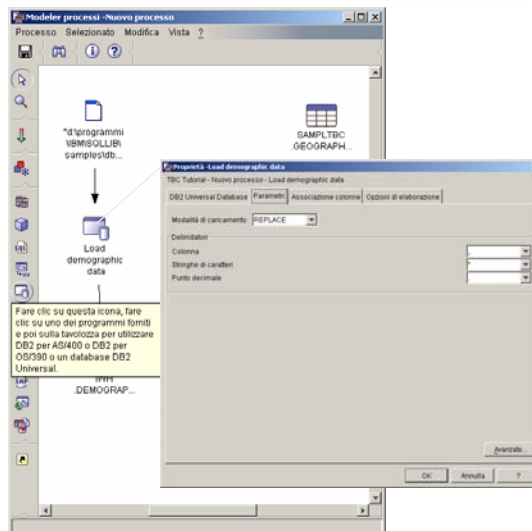 Modeler processi -Nuovo processo
Processo Selezionato Modifica Vista ?
"d:\programmi
\IBM\SQLLIB\
samples\db...
SAMPLTBC
.GEOGRAPH...
Load
demographic
data
Fare clic su questa icona, fare
clic su uno dei programmi forniti
e poi sulla tavolozza per utilizzare
DB2 per AS/400 o DB2 per
OS/390 o un database DB2
Universal.
.DEMOGRAP...
Proprietà -Load demographic data
TBC Tutorial - Nuovo processo - Load demographic data
DB2 Universal Database Parametri Associazione colonne Opzioni di elaborazione
Modalità di caricamento REPLACE
Delimitatori
Colonna ,
Stringhe di caratteri "
Punto decimale .
Avanzate...
OK Annulla ?